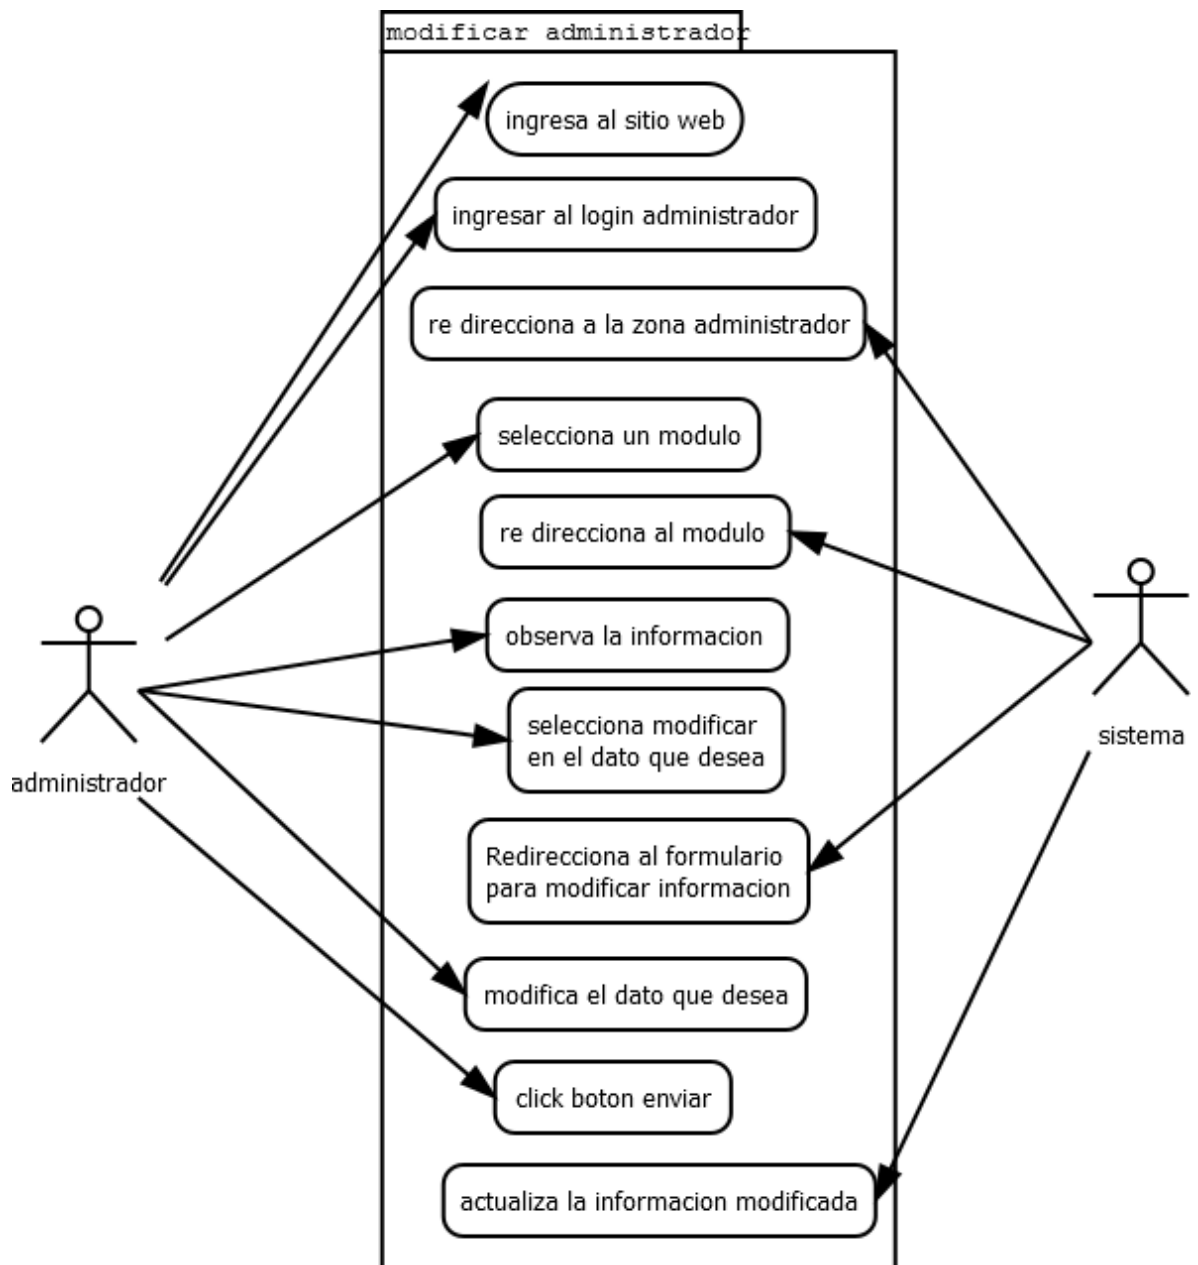 modificar administrador
ingresa al sitio web
ingresar al login administrador
re direcciona a la zona administrador
selecciona un modulo
re direcciona al modulo
observa la informacion
selecciona modificar
en el dato que desea
sistema
administrador
Redirecciona al formulario
para modificar informacion
modifica el dato que desea
click boton enviar
actualiza la informacion modificada